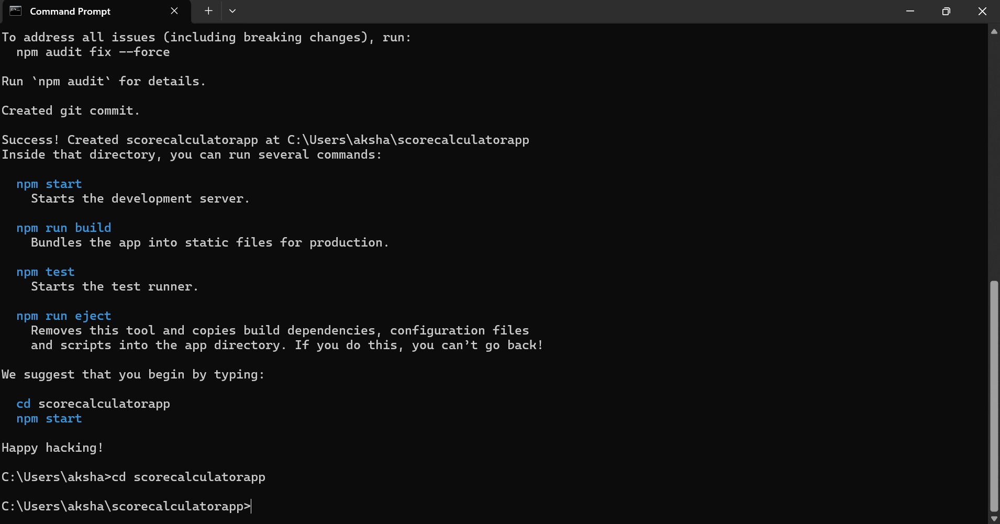 Command Prompt
To address all issues (including breaking changes), run:
  npm audit fix --force
Run `npm audit` for details.
Created git commit.
Success! Created scorecalculatorapp at C:\Users\aksha\scorecalculatorapp
Inside that directory, you can run several commands:
  npm start
    Starts the development server.
  npm run build
    Bundles the app into static files for production.
  npm test
    Starts the test runner.
  npm run eject
    Removes this tool and copies build dependencies, configuration files
    and scripts into the app directory. If you do this, you can’t go back!
We suggest that you begin by typing:
  cd scorecalculatorapp
  npm start
Happy hacking!
C:\Users\aksha>cd scorecalculatorapp
C:\Users\aksha\scorecalculatorapp>